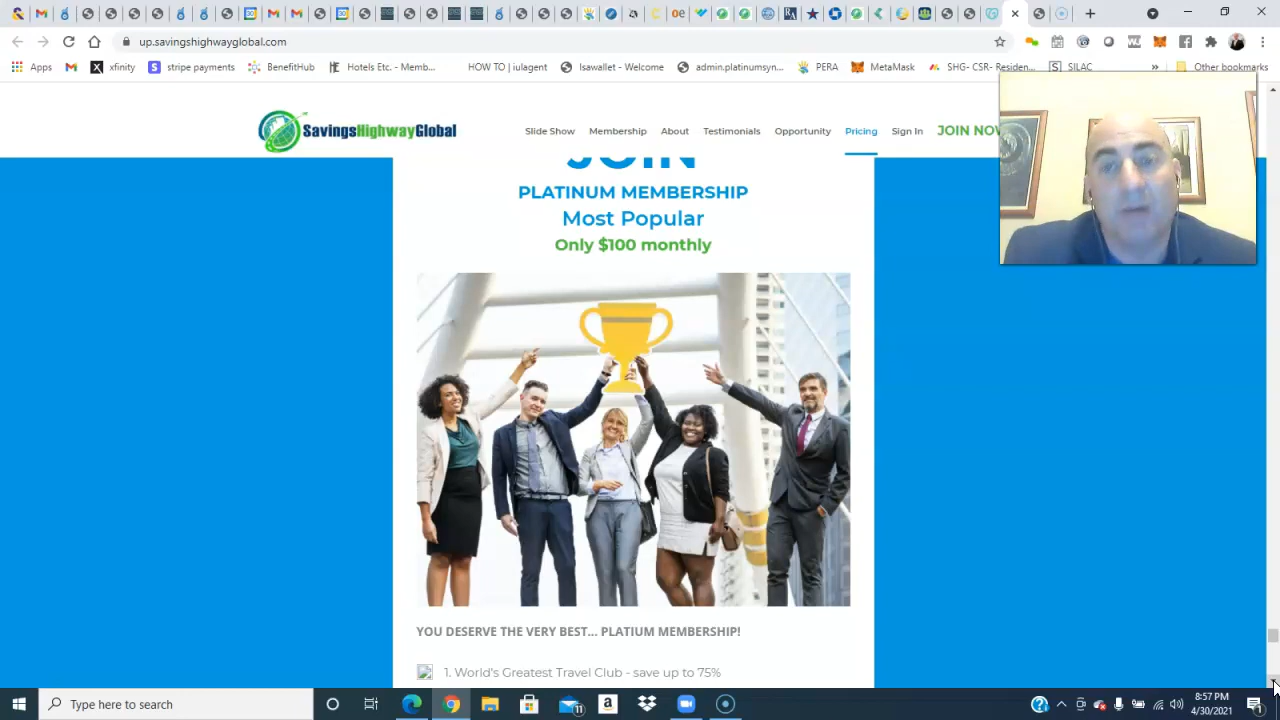 up.savingshighwayglobal.com
Apps
xfinity
stripe payments
BenefitHub
Hotels Etc. - Memb...
HOW TO | iulagent
Isawallet - Welcome
admin.platinumsyn...
PERA
MetaMask
SHG- CSR- Residen...
SILAC
»
Other bookmarks
SavingsHighwayGlobal
Slide Show
Membership
About
Testimonials
Opportunity
Pricing
Sign In
JOIN NOW
JOIN
PLATINUM MEMBERSHIP
Most Popular
Only $100 monthly
YOU DESERVE THE VERY BEST... PLATIUM MEMBERSHIP!
1. World's Greatest Travel Club - save up to 75%
Type here to search
11
8:57 PM
4/30/2021
1